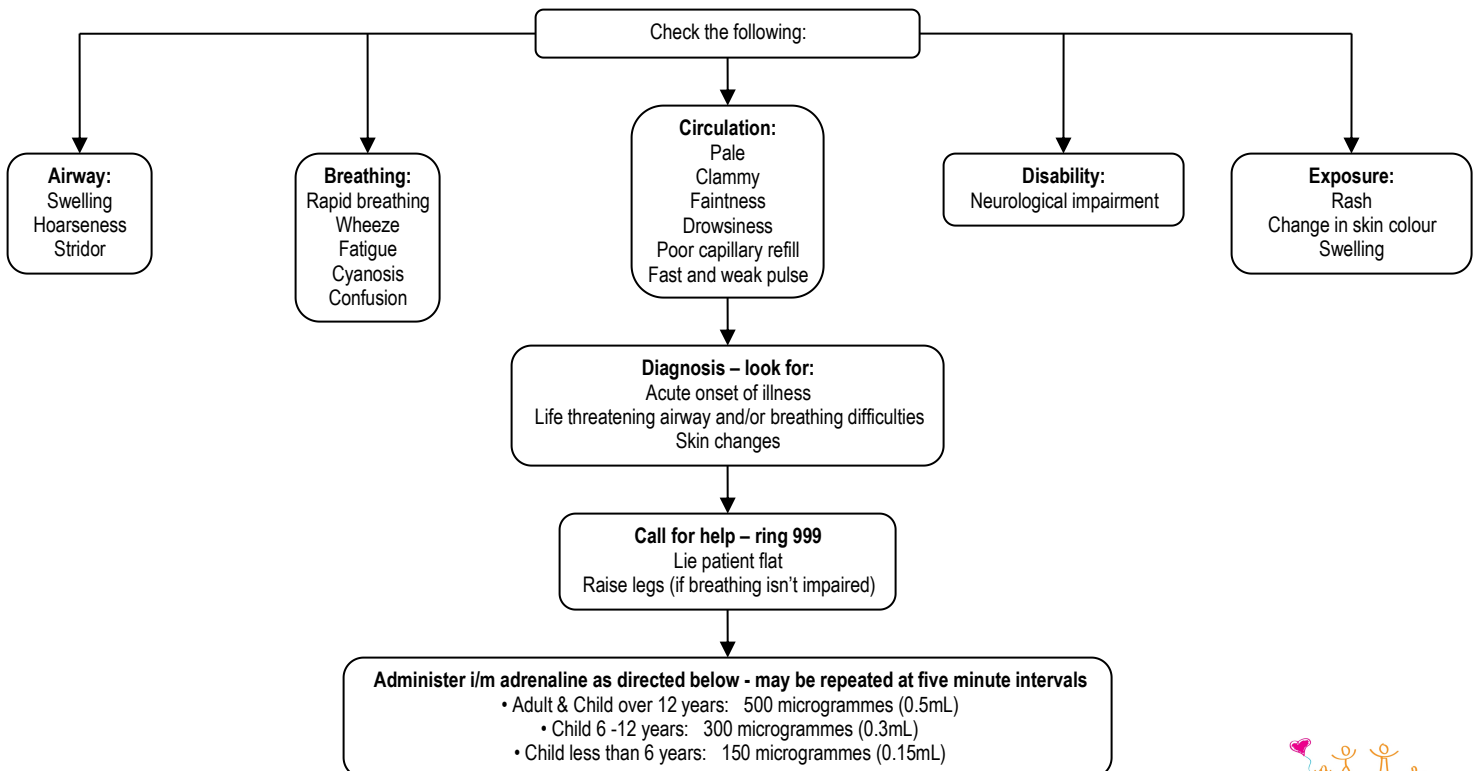 Check the following:
Airway:
Swelling
Hoarseness
Stridor
Breathing:
Rapid breathing
Wheeze
Fatigue
Cyanosis
Confusion
Circulation:
Pale
Clammy
Faintness
Drowsiness
Poor capillary refill
Fast and weak pulse
Disability:
Neurological impairment
Exposure:
Rash
Change in skin colour
Swelling
Diagnosis – look for:
Acute onset of illness
Life threatening airway and/or breathing difficulties
Skin changes
Call for help – ring 999
Lie patient flat
Raise legs (if breathing isn't impaired)
Administer i/m adrenaline as directed below - may be repeated at five minute intervals
• Adult & Child over 12 years: 500 microgrammes (0.5mL)
• Child 6 -12 years: 300 microgrammes (0.3mL)
• Child less than 6 years: 150 microgrammes (0.15mL)